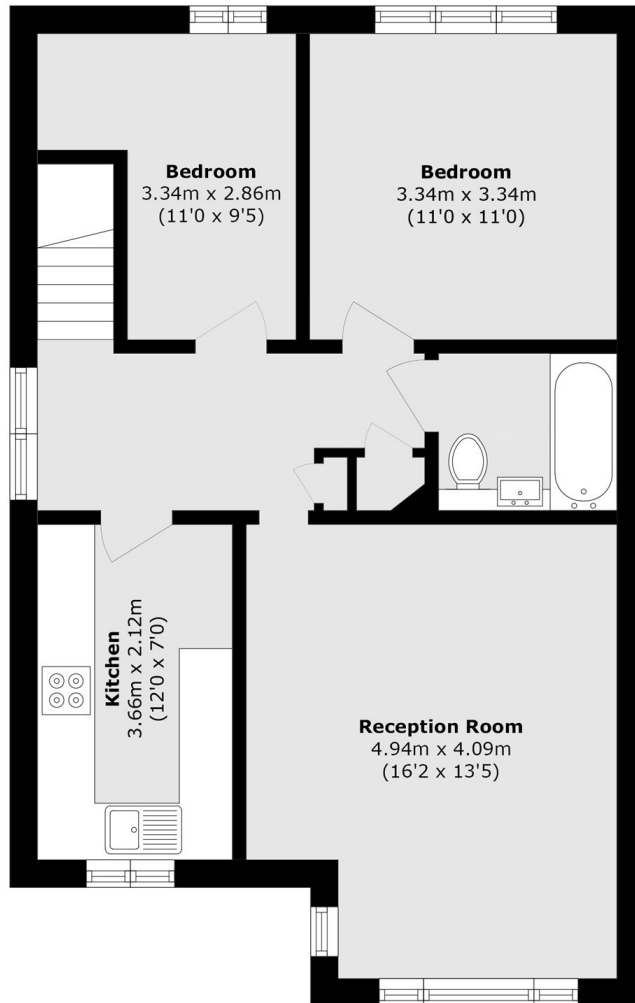 Bedroom
3.34m x 2.86m
(11'0 x 9'5)
Bedroom
3.34m x 3.34m
(11'0 x 11'0)
Kitchen
3.66m x 2.12m
(12'0 x 7'0)
Reception Room
4.94m x 4.09m
(16'2 x 13'5)